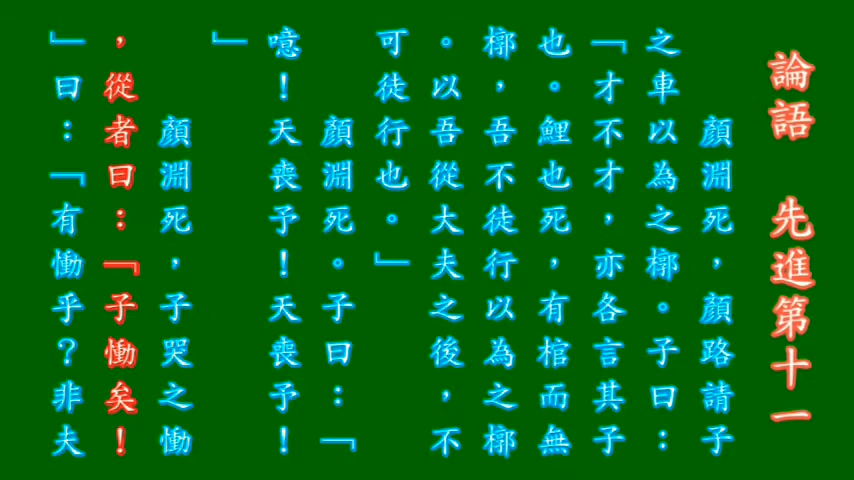 論語 先進第十一
顏淵死,顏路請子
之車以為之槨。子曰:
「才不才,亦各言其子
也。鯉也死,有棺而無
槨,吾不徒行以為之槨
。以吾從大夫之後,不
可徒行也。」
顏淵死。子曰:「
噫!天喪予!天喪予!
」
顏淵死,子哭之慟
,從者曰:「子慟矣!
」曰:「有慟乎?非夫